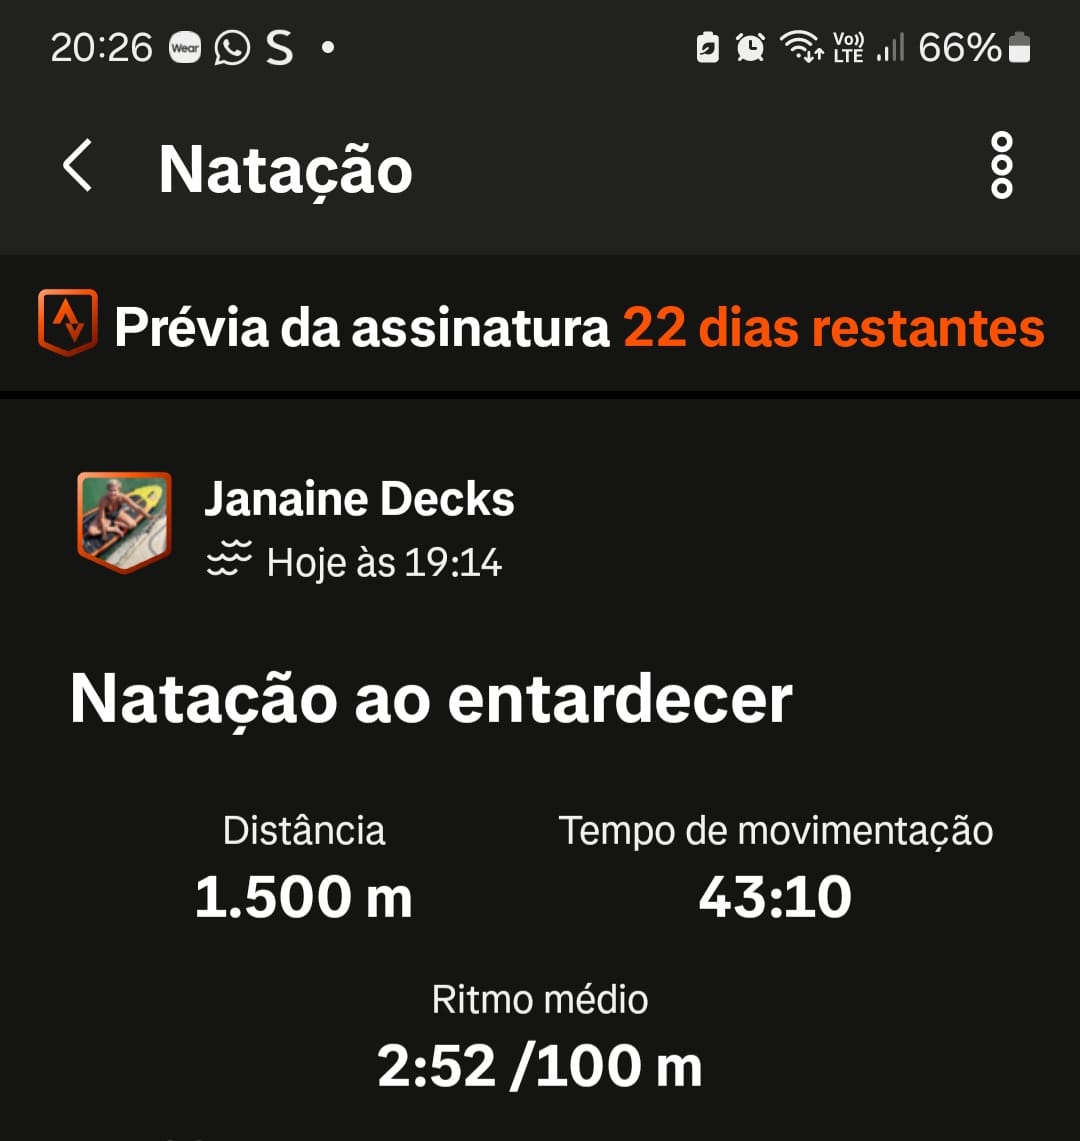 20:26 Wear S Vo)) LTE 66%
Natação
Prévia da assinatura 22 dias restantes
Janaine Decks
Hoje às 19:14
Natação ao entardecer
Distância Tempo de movimentação
1.500 m 43:10
Ritmo médio
2:52 /100 m